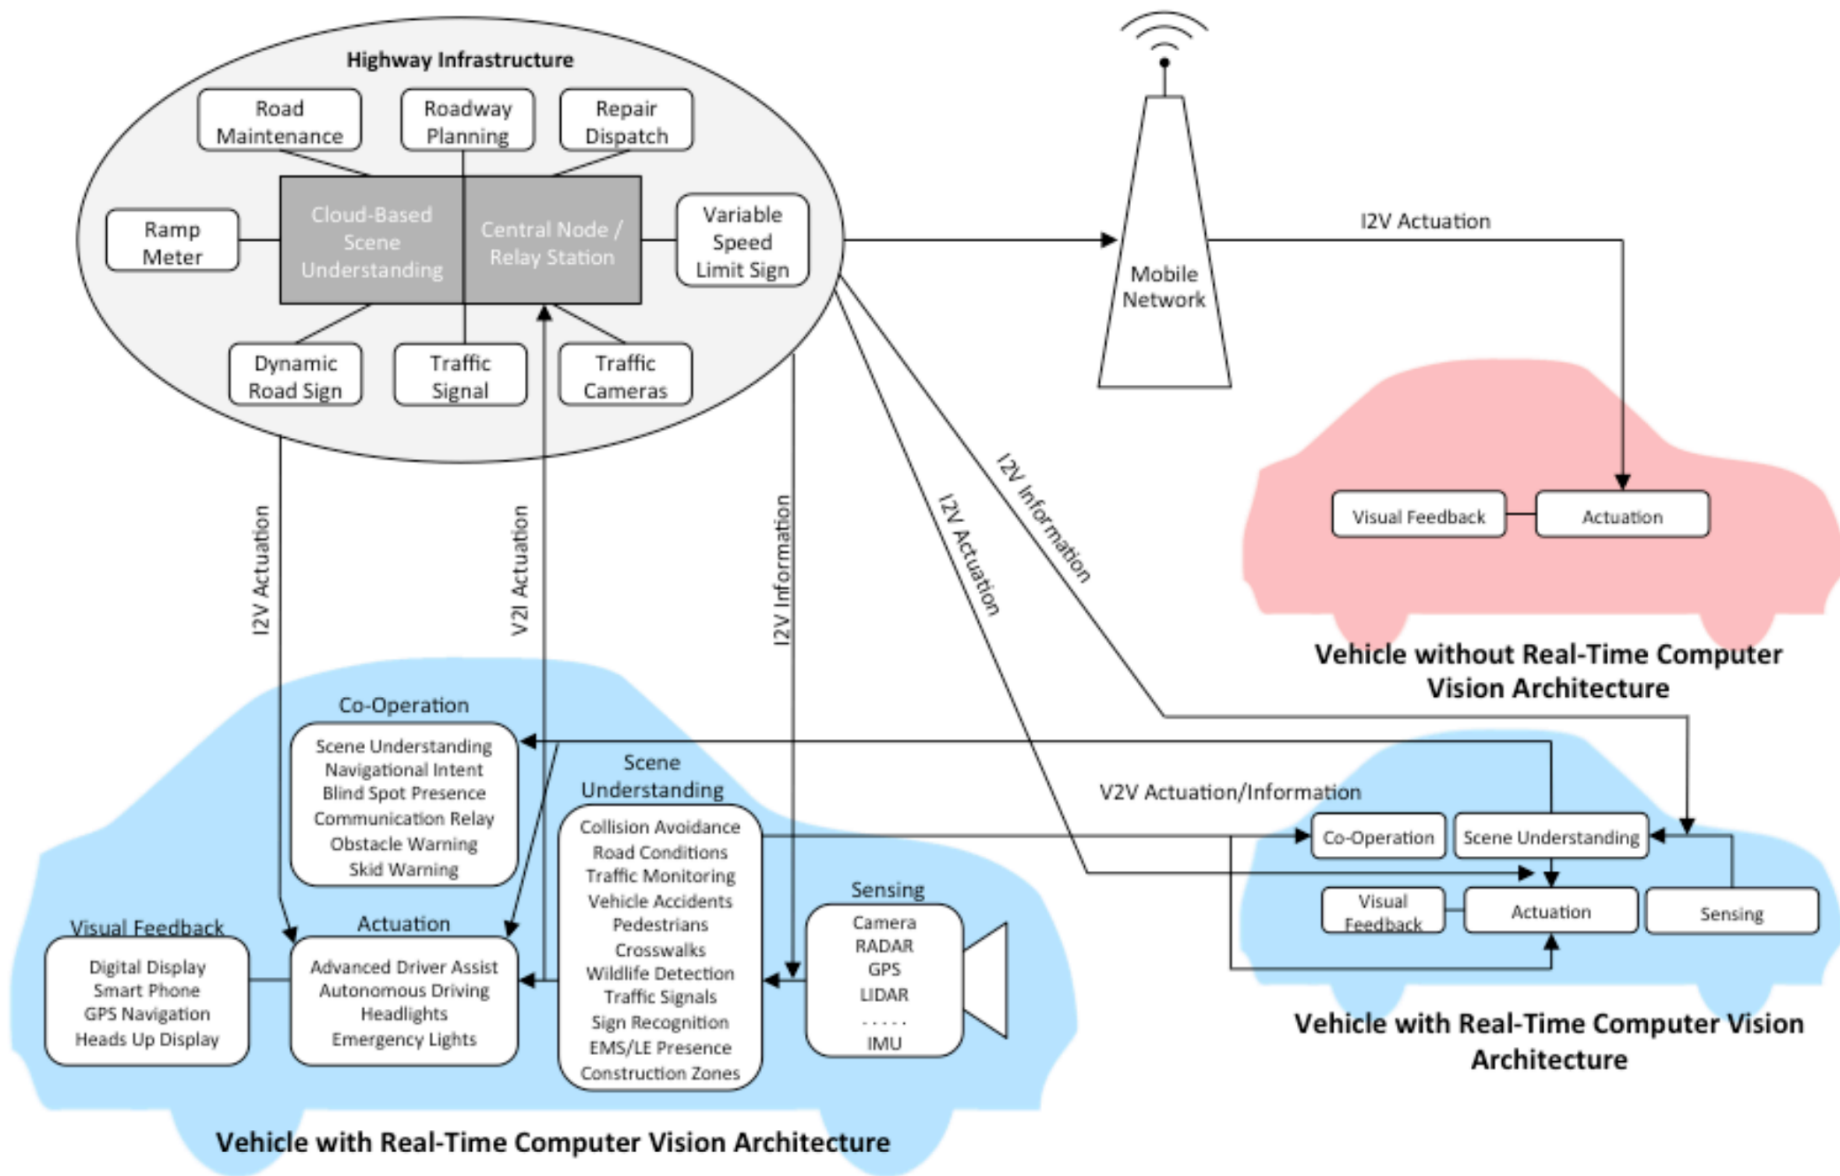 Highway Infrastructure
Road
Maintenance
Roadway
Planning
Repair
Dispatch
Ramp
Meter
Cloud-Based
Scene
Understanding
Central Node /
Relay Station
Variable
Speed
Limit Sign
Dynamic
Road Sign
Traffic
Signal
Traffic
Cameras
Mobile
Network
I2V Actuation
I2V Actuation
V2I Actuation
I2V Information
I2V Actuation
I2V Information
Visual Feedback
Actuation
Vehicle without Real-Time Computer
Vision Architecture
Co-Operation
Scene Understanding
Navigational Intent
Blind Spot Presence
Communication Relay
Obstacle Warning
Skid Warning
Scene
Understanding
Collision Avoidance
Road Conditions
Traffic Monitoring
Vehicle Accidents
Pedestrians
Crosswalks
Wildlife Detection
Traffic Signals
Sign Recognition
EMS/LE Presence
Construction Zones
Sensing
Camera
RADAR
GPS
LIDAR
. . . . .
IMU
Visual Feedback
Digital Display
Smart Phone
GPS Navigation
Heads Up Display
Actuation
Advanced Driver Assist
Autonomous Driving
Headlights
Emergency Lights
Vehicle with Real-Time Computer Vision Architecture
V2V Actuation/Information
Co-Operation
Scene Understanding
Visual
Feedback
Actuation
Sensing
Vehicle with Real-Time Computer Vision
Architecture